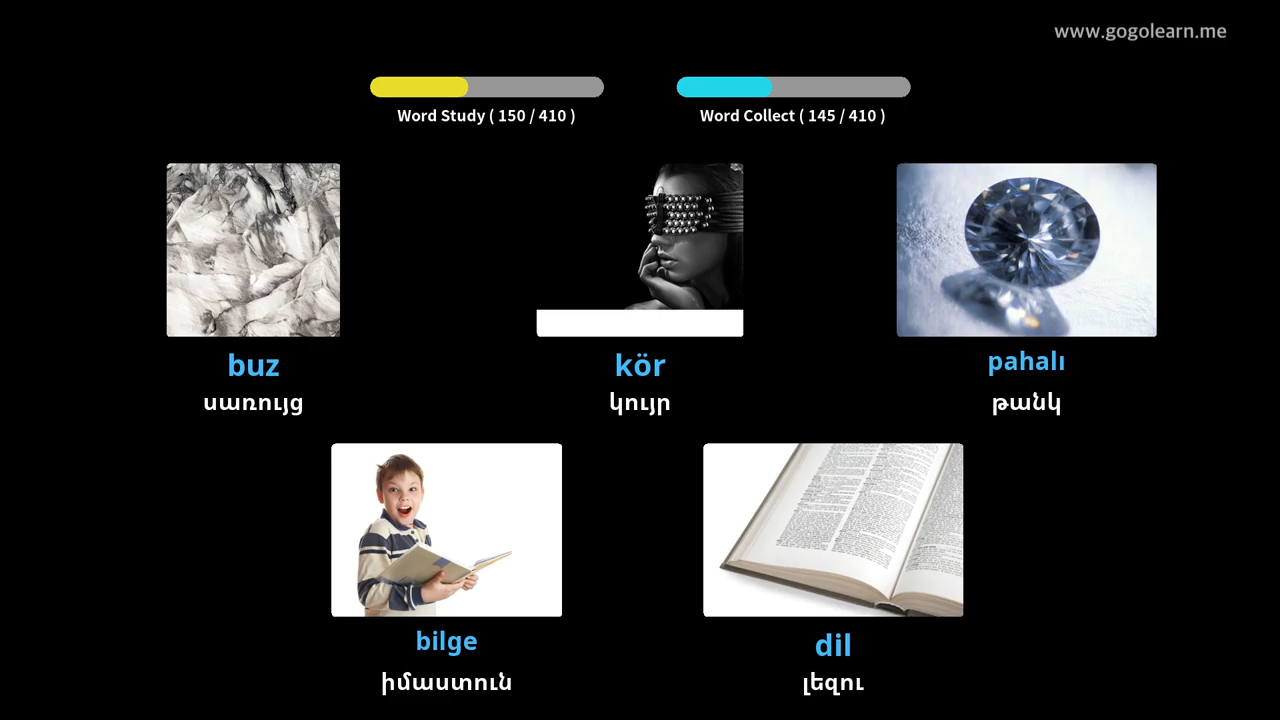 www.gogolearn.me
Word Study ( 150 / 410 )
Word Collect ( 145 / 410 )
buz
սառույց
kör
կույր
pahalı
թանկ
bilge
իմաստուն
dil
լեզու